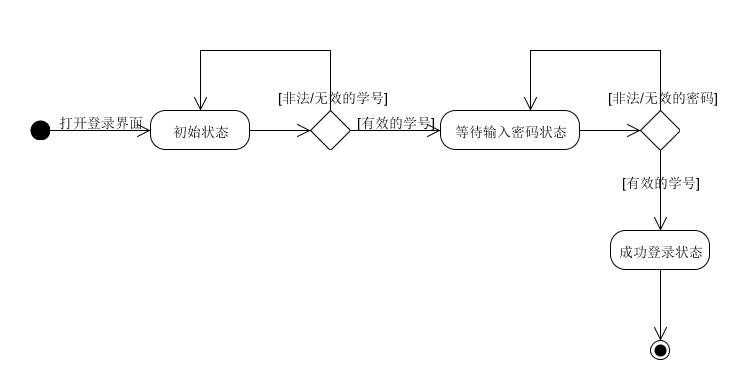 [非法/无效的学号]
[非法/无效的密码]
打开登录界面
初始状态
[有效的学号]
等待输入密码状态
[有效的学号]
成功登录状态